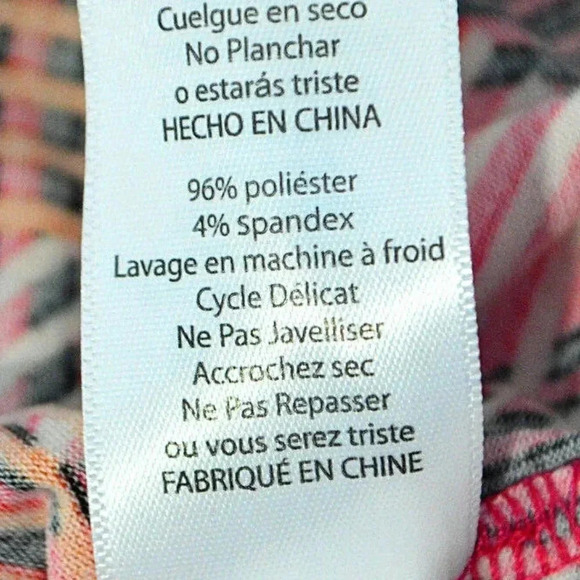 Cuelgue en seco
No Planchar
o estarás triste
HECHO EN CHINA
96% poliéster
4% spandex
Lavage en machine à froid
Cycle Délicat
Ne Pas Javelliser
Accrochez sec
Ne Pas Repasser
ou vous serez triste
FABRIQUÉ EN CHINE